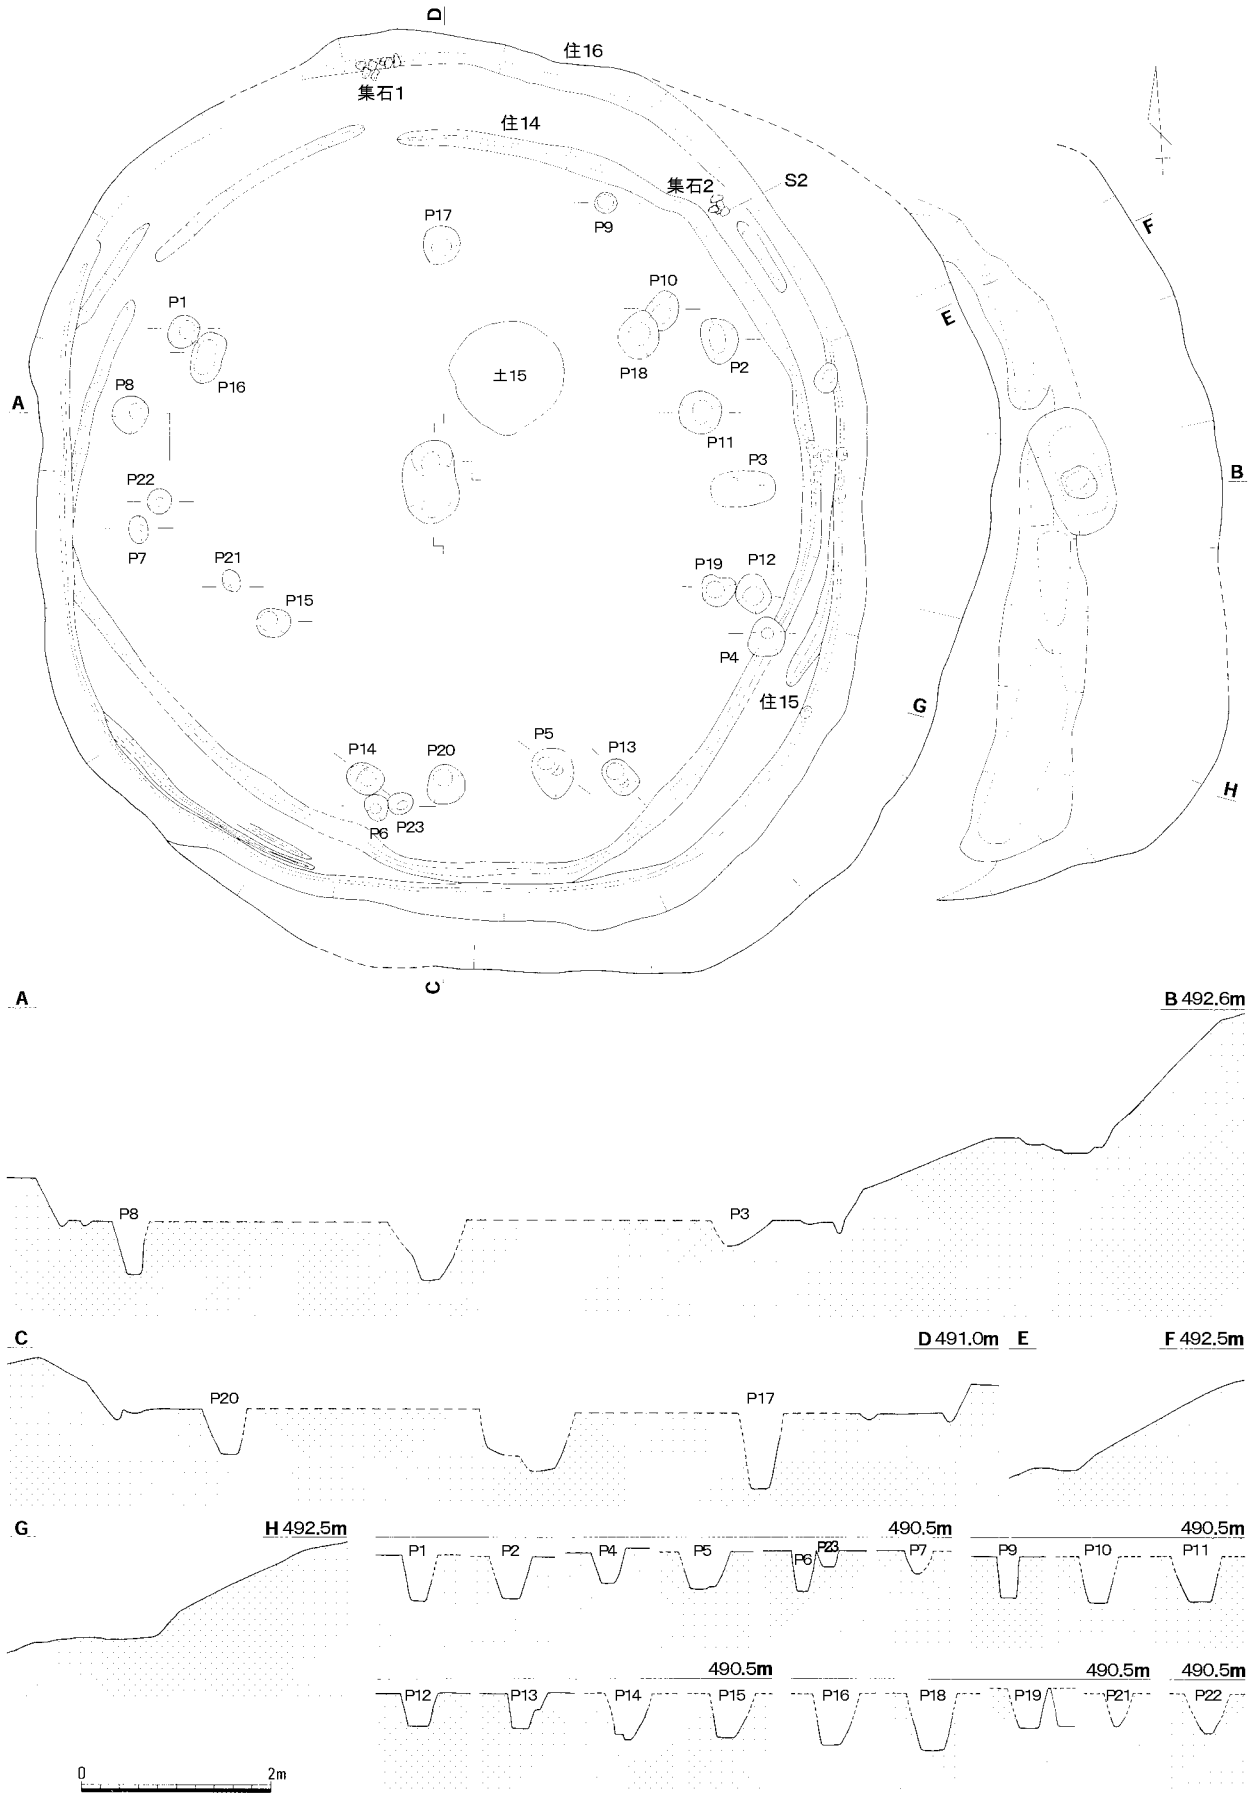 D
住16
集石1
住14
集石2
S2
P9
P17
F
P10
E
P1
P18
P2
土15
P16
P8
A
P11
P3
B
P22
P7
P21
P19 P12
P15
P4
住15
G
P5
P14
P20
P13
H
P6 P23
C
A
B 492.6m
P8
P3
C
D 491.0m
E
F 492.5m
P20
P17
G
H 492.5m
490.5m
490.5m
P1
P2
P4
P5
P6
P23
P7
P9
P10
P11
490.5m
490.5m
490.5m
P12
P13
P14
P15
P16
P18
P19
P21
P22
0
2m